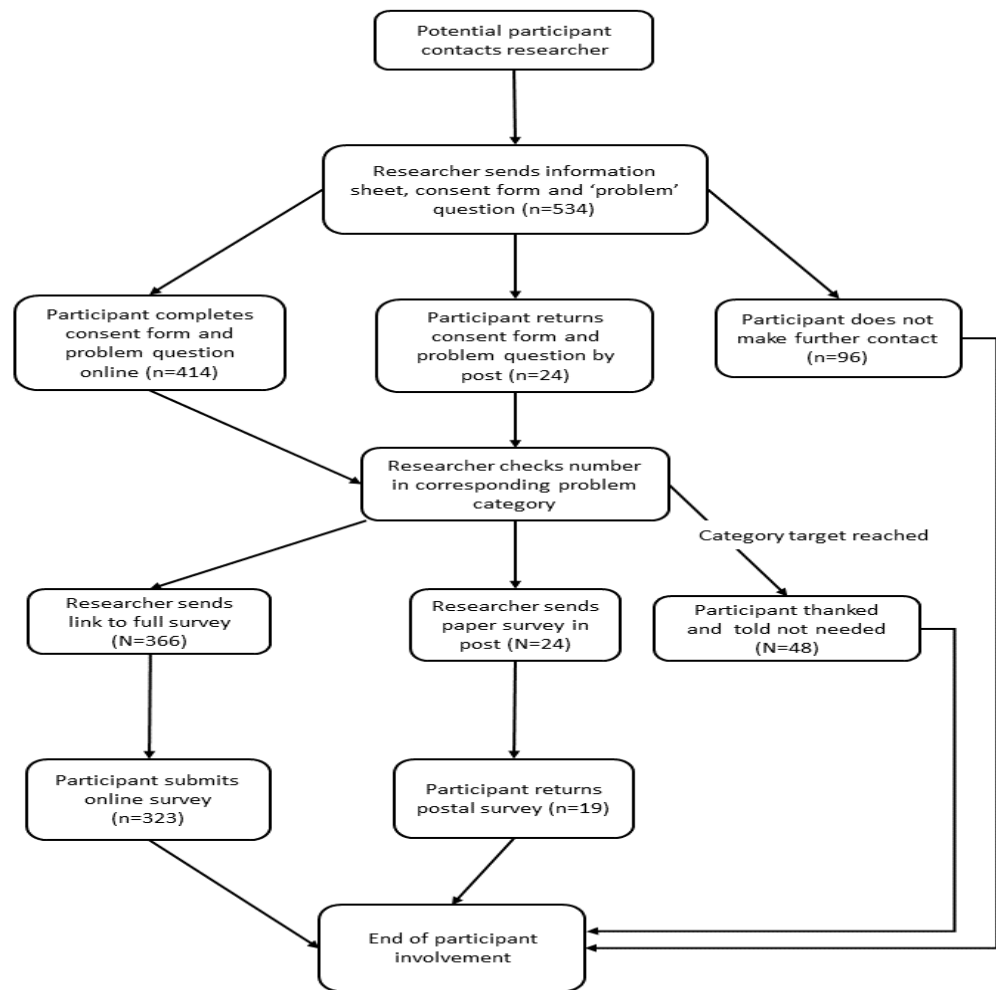 Potential participant
contacts researcher
Researcher sends information
sheet, consent form and ‘problem’
question (n=534)
Participant completes
consent form and
problem question
online (n=414)
Participant returns
consent form and
problem question by
post (n=24)
Participant does not
make further contact
(n=96)
Researcher checks number
in corresponding problem
category
Category target reached
Researcher sends
link to full survey
(N=366)
Researcher sends
paper survey in
post (N=24)
Participant thanked
and told not needed
(N=48)
Participant submits
online survey
(n=323)
Participant returns
postal survey (n=19)
End of participant
involvement